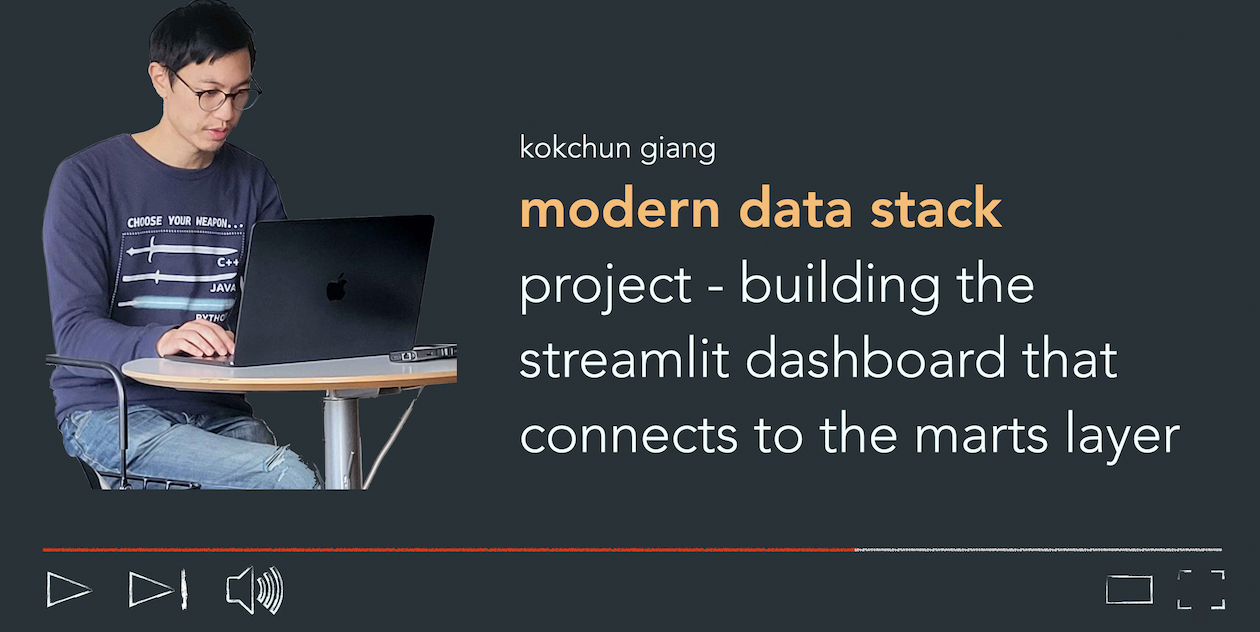 kokchun giang
modern data stack
project - building the
streamlit dashboard that
connects to the marts layer
CHOOSE YOUR WEAPON...
C++
JAVA
PYTHO